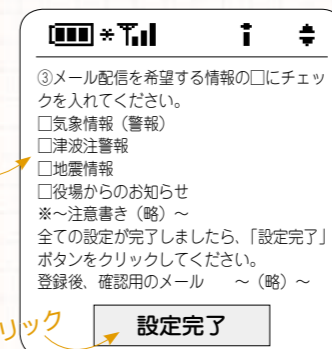 ③メール配信を希望する情報の□にチェッ
クを入れてください。
□気象情報（警報）
□津波注警報
□地震情報
□役場からのお知らせ
※～注意書き（略）～
全ての設定が完了しましたら、「設定完了」
ボタンをクリックしてください。
登録後、確認用のメール　～（略）～
設定完了
リック